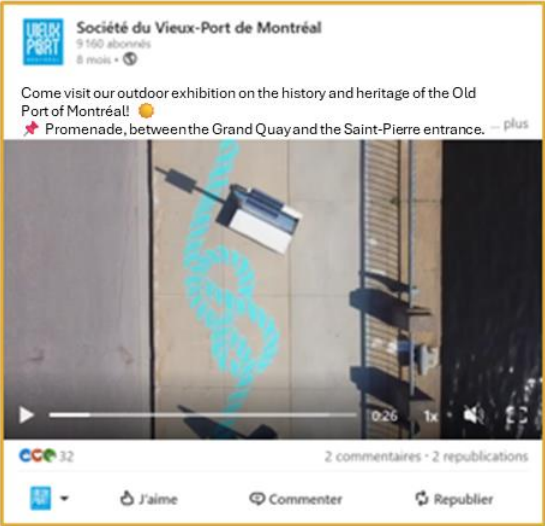 VIEUX
PORT
Société du Vieux-Port de Montréal
9 160 abonnés
8 mois •
Come visit our outdoor exhibition on the history and heritage of the Old
Port of Montréal!
Promenade, between the Grand Quay and the Saint-Pierre entrance.
... plus
0:26 1x
32 2 commentaires · 2 republications
J'aime Commenter Republier